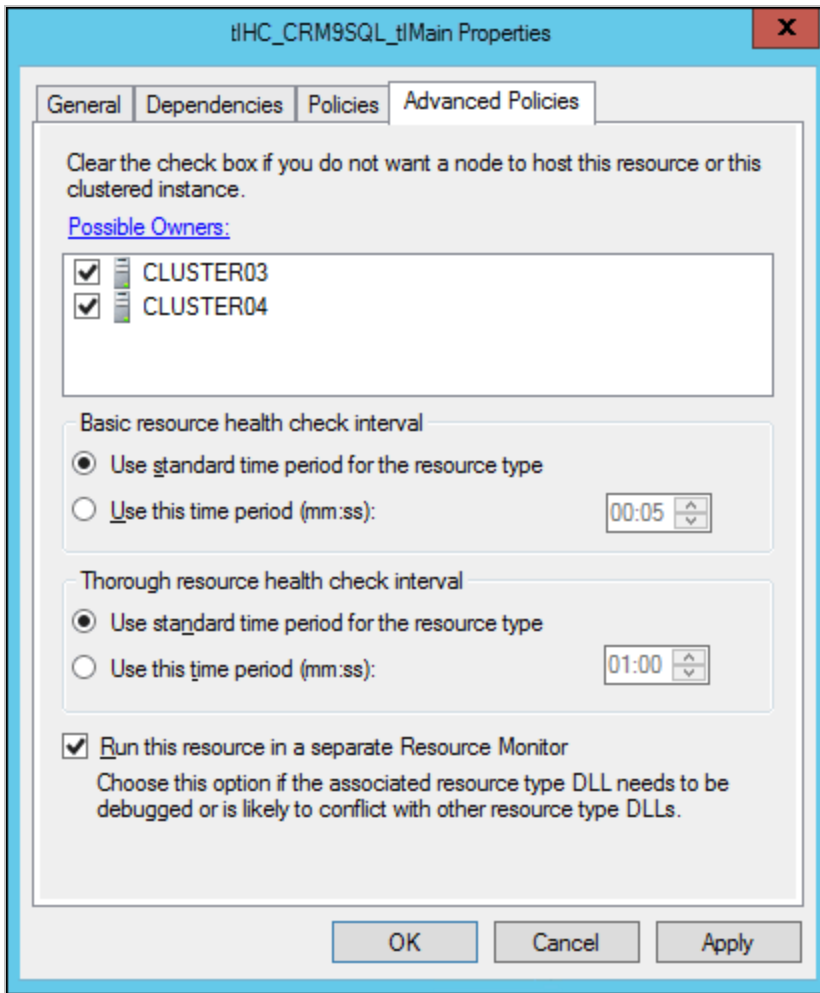 tlHC_CRM9SQL_tlMain Properties
X
General Dependencies Policies Advanced Policies
Clear the check box if you do not want a node to host this resource or this
clustered instance.
Possible Owners:
CLUSTER03
CLUSTER04
Basic resource health check interval
Use standard time period for the resource type
Use this time period (mm:ss): 00:05
Thorough resource health check interval
Use standard time period for the resource type
Use this time period (mm:ss): 01:00
Run this resource in a separate Resource Monitor
Choose this option if the associated resource type DLL needs to be
debugged or is likely to conflict with other resource type DLLs.
OK Cancel Apply